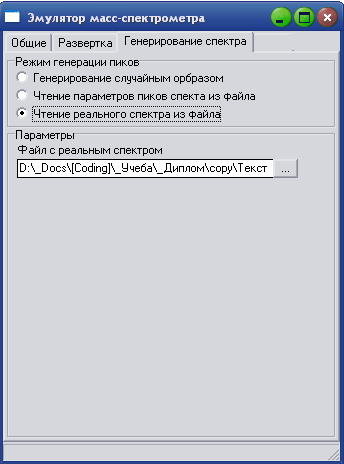 Эмулятор масс-спектрометра
Общие Развертка Генерирование спектра
Режим генерации пиков
Генерирование случайным орбразом
Чтение параметров пиков спекта из файла
Чтение реального спектра из файла
Параметры
Файл с реальным спектром
D:\_Docs\[Coding]\_Учеба\_Диплом\copy\Текст ...